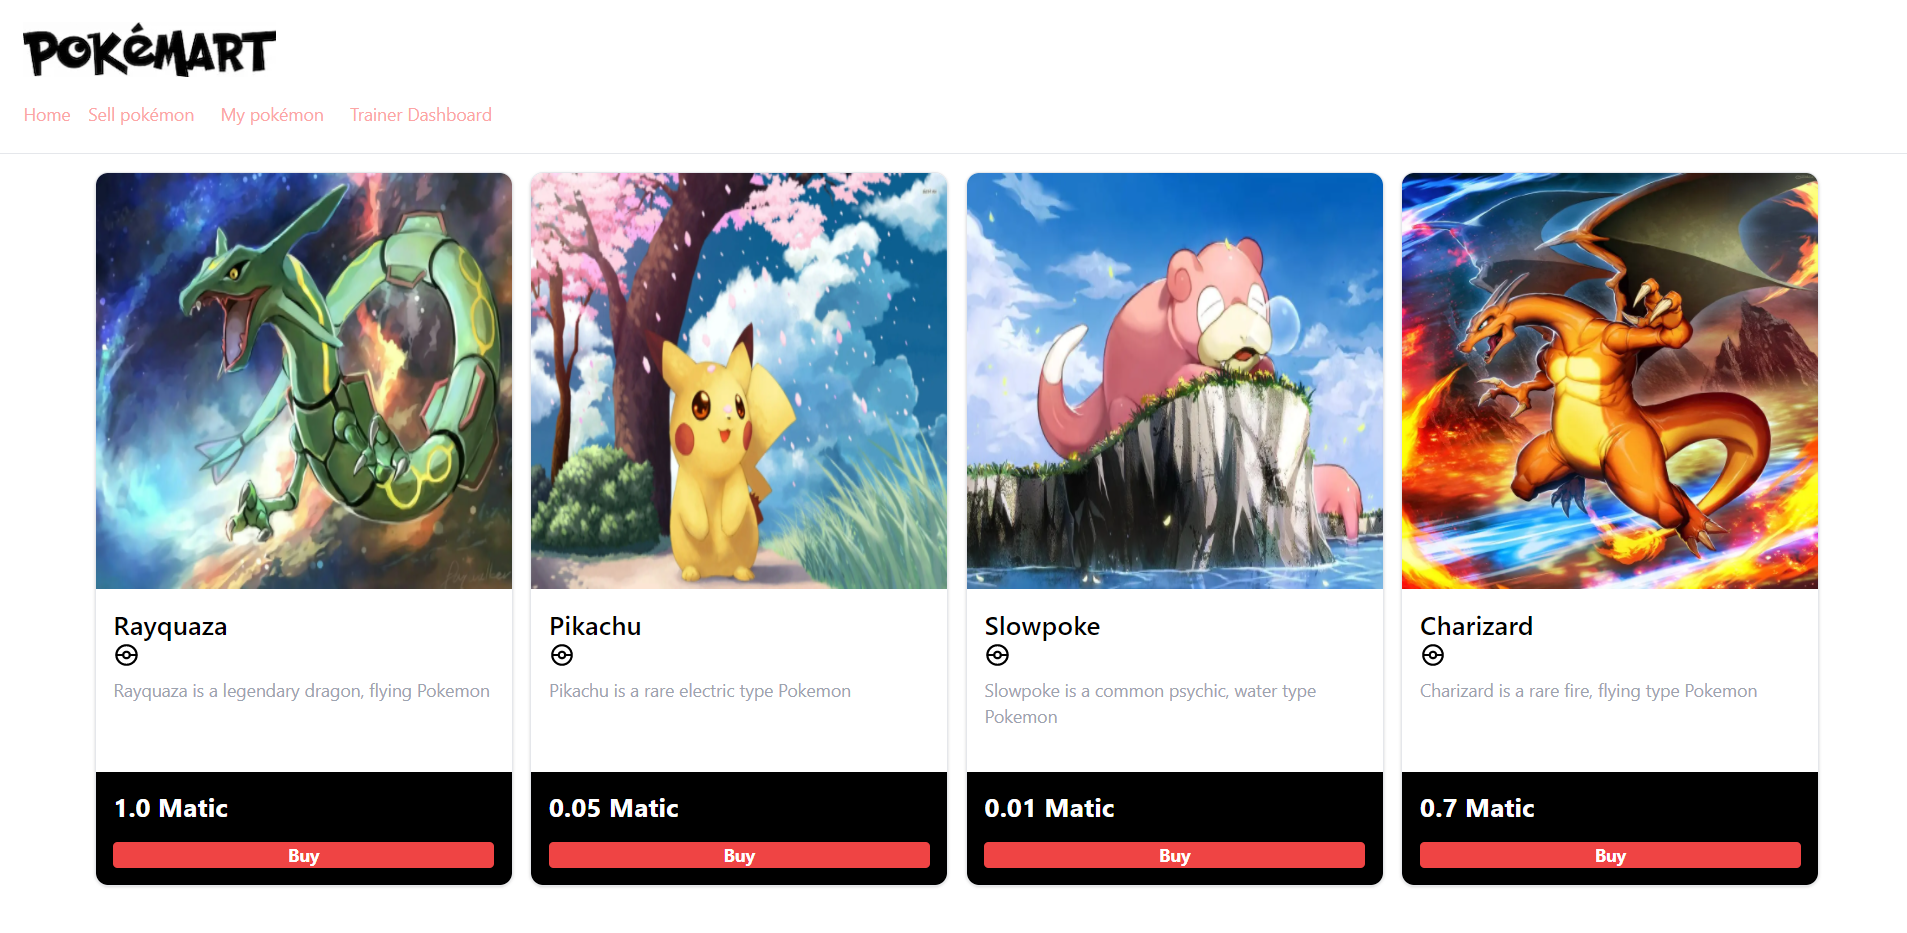 POKéMART
Home Sell pokémon My pokémon Trainer Dashboard
Rayquaza
Rayquaza is a legendary dragon, flying Pokemon
1.0 Matic
Buy
Pikachu
Pikachu is a rare electric type Pokemon
0.05 Matic
Buy
Slowpoke
Slowpoke is a common psychic, water type
Pokemon
0.01 Matic
Buy
Charizard
Charizard is a rare fire, flying type Pokemon
0.7 Matic
Buy